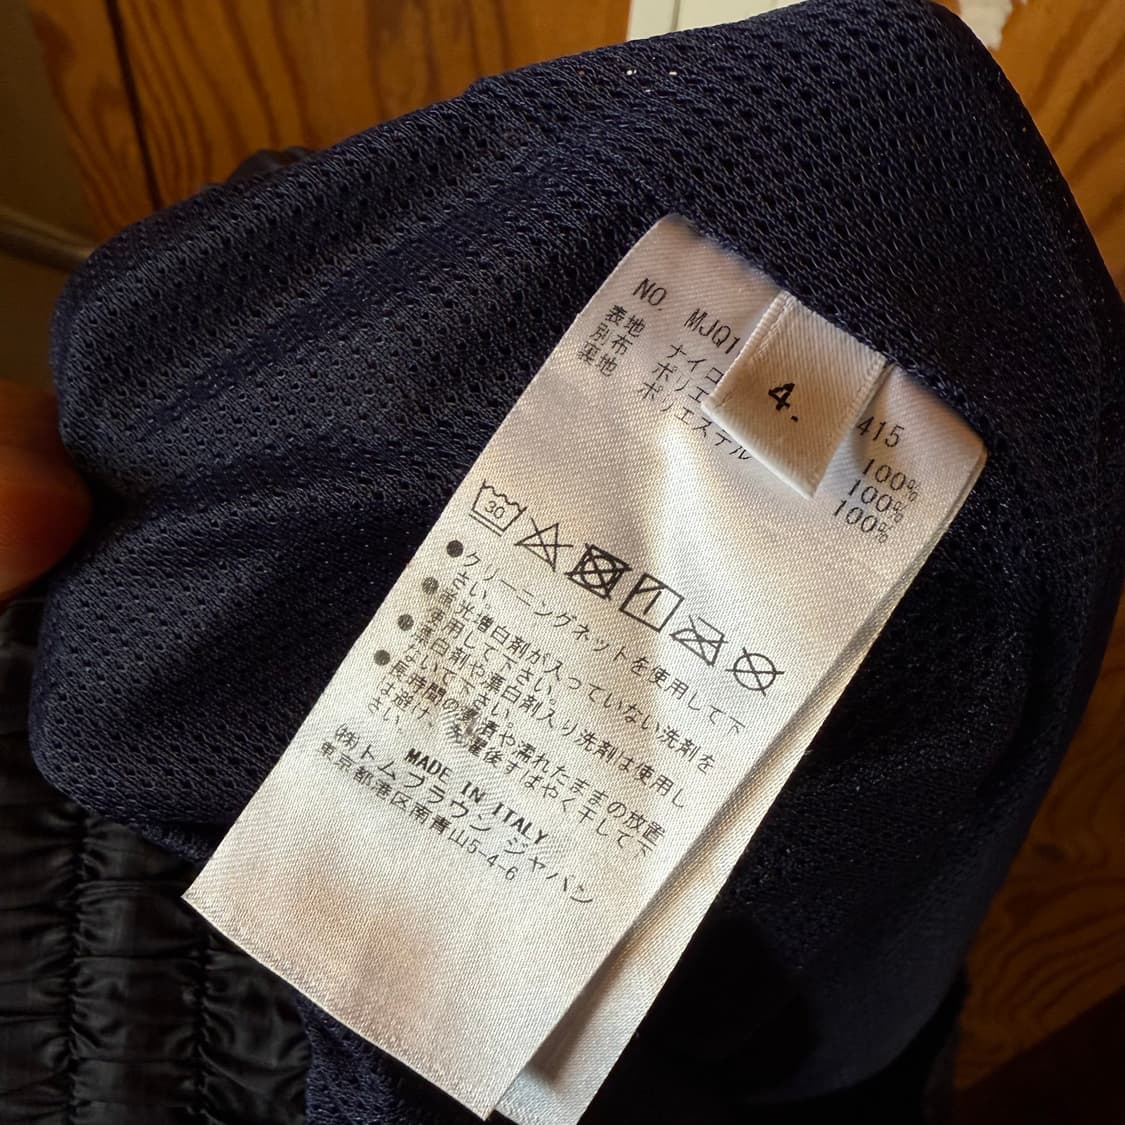 NO. MJQ1 415
表地 ナイロ 100%
別布 ポリエ 100%
裏地 ポリエステル 100%
4.
30
●クリーニングネットを使用して下
さい。
●蛍光増白剤が入っていない洗剤を
使用して下さい。
●漂白剤や漂白剤入り洗剤は使用し
ないで下さい。
●長時間の浸漬や濡れたままの放置
は避け、洗濯後すばやく干して下
さい。
MADE IN ITALY
㈱トムブラウン ジャパン
東京都港区南青山5-4-6